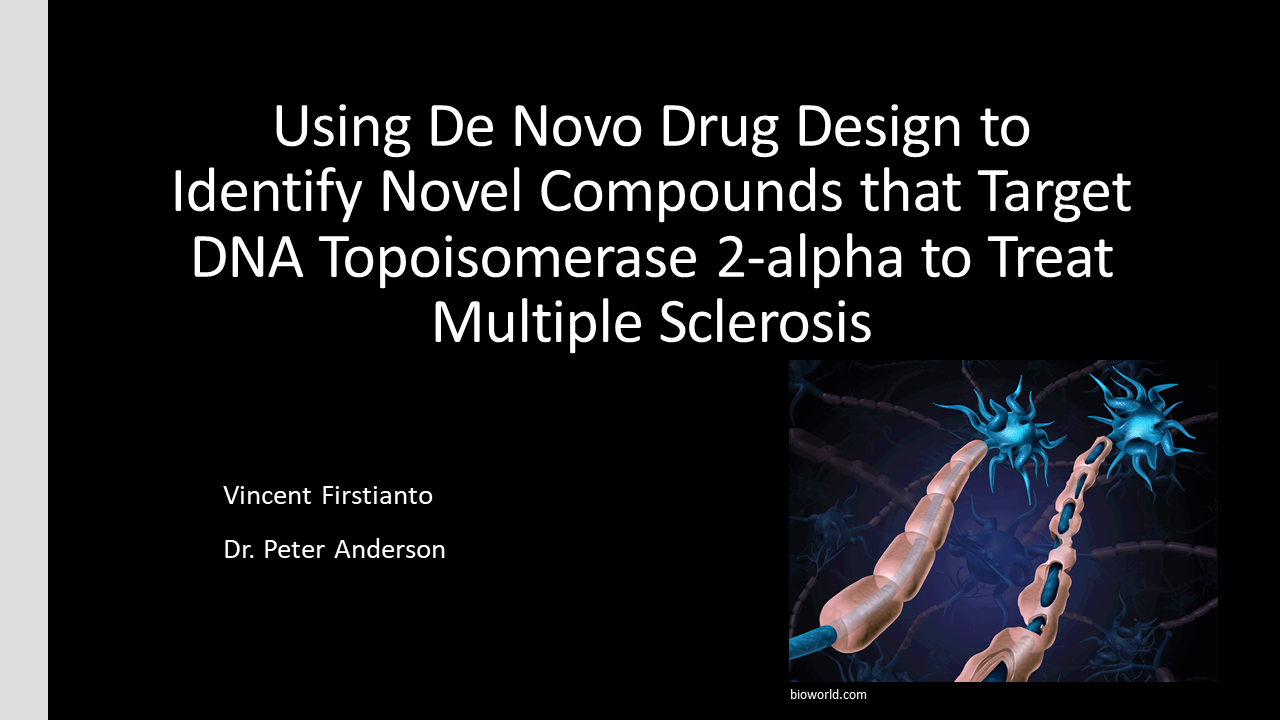 Using De Novo Drug Design to
Identify Novel Compounds that Target
DNA Topoisomerase 2-alpha to Treat
Multiple Sclerosis
Vincent Firstianto
Dr. Peter Anderson
bioworld.com